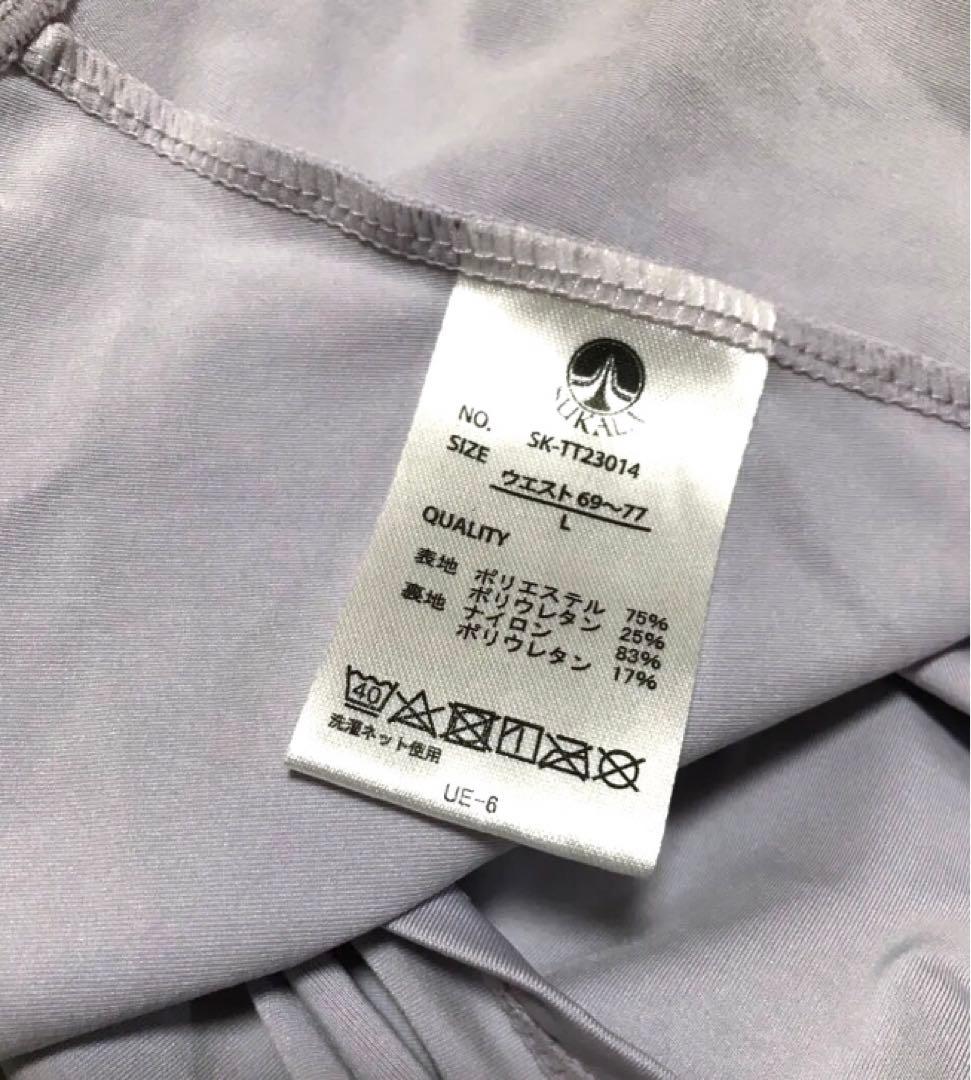 NO. SK-TT23014
SIZE ウエスト 69～77
L
QUALITY
表地 ポリエステル 75%
ポリウレタン 25%
裏地 ナイロン 83%
ポリウレタン 17%
40
洗濯ネット使用
UE-6